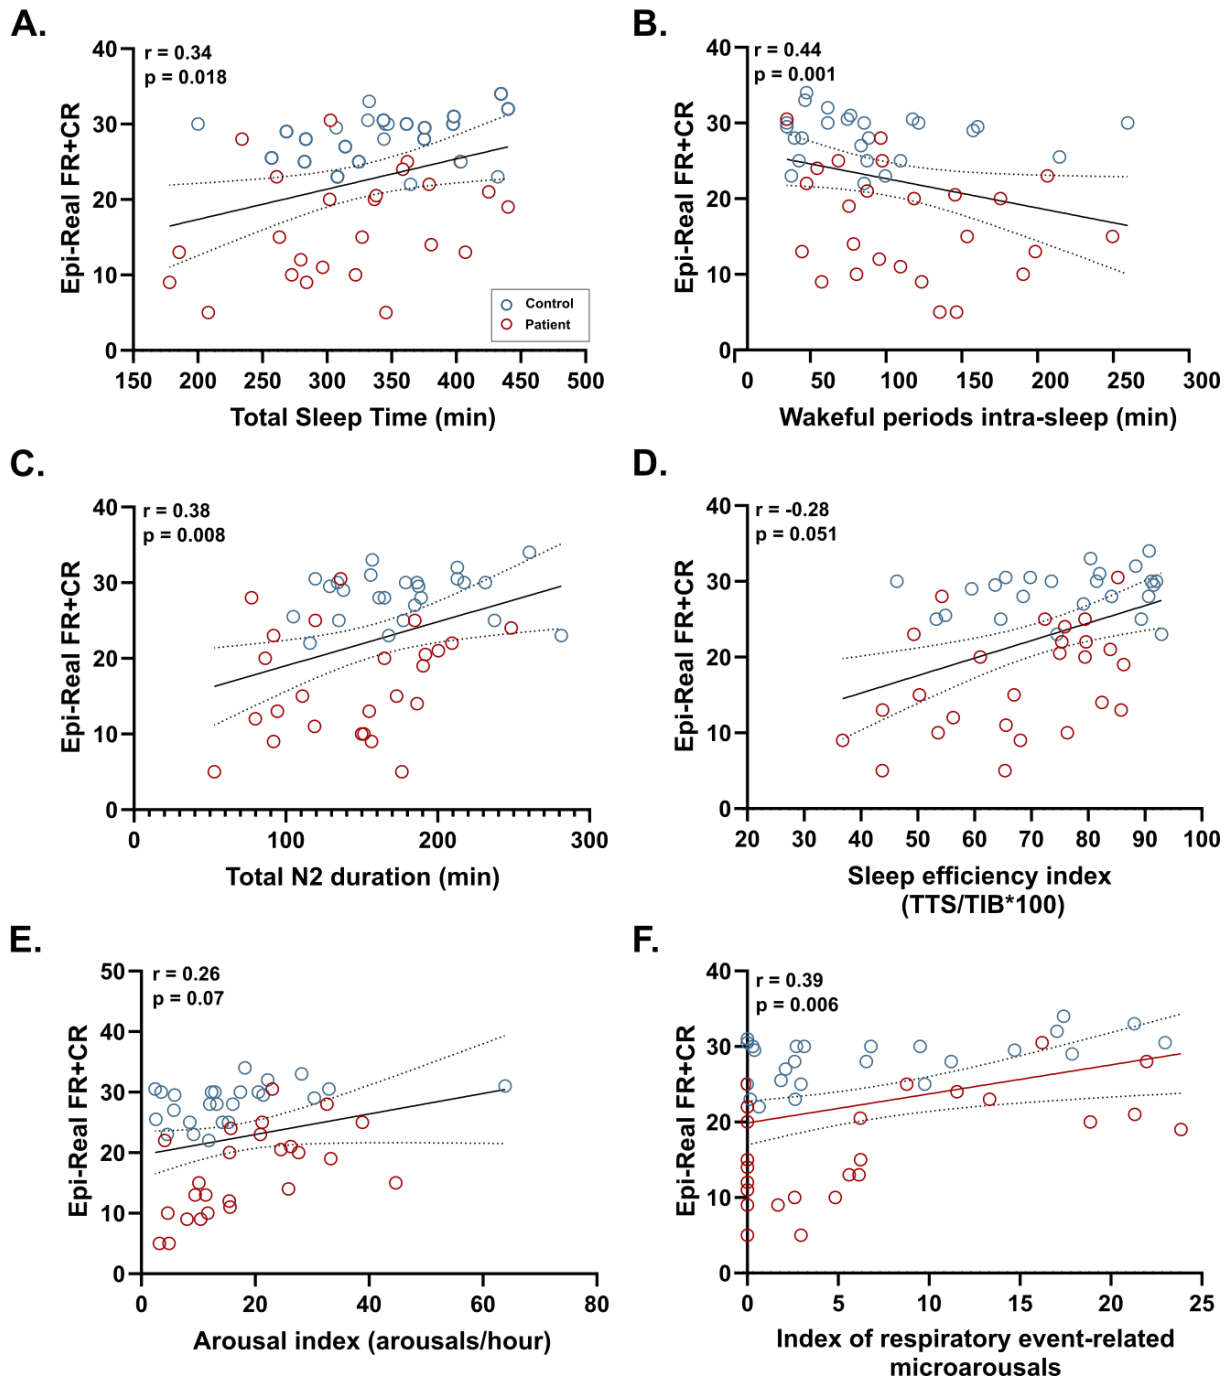 A.
r = 0.34
p = 0.018
40
30
20
10
0
Epi-Real FR+CR
Control
Patient
150 200 250 300 350 400 450 500
Total Sleep Time (min)
B.
r = 0.44
p = 0.001
40
30
20
10
0
Epi-Real FR+CR
0 50 100 150 200 250 300
Wakeful periods intra-sleep (min)
C.
r = 0.38
p = 0.008
40
30
20
10
0
Epi-Real FR+CR
0 100 200 300
Total N2 duration (min)
D.
r = -0.28
p = 0.051
40
30
20
10
0
Epi-Real FR+CR
20 30 40 50 60 70 80 90 100
Sleep efficiency index
(TTS/TIB*100)
E.
r = 0.26
p = 0.07
50
40
30
20
10
0
Epi-Real FR+CR
0 20 40 60 80
Arousal index (arousals/hour)
F.
r = 0.39
p = 0.006
40
30
20
10
0
Epi-Real FR+CR
0 5 10 15 20 25
Index of respiratory event-related
microarousals